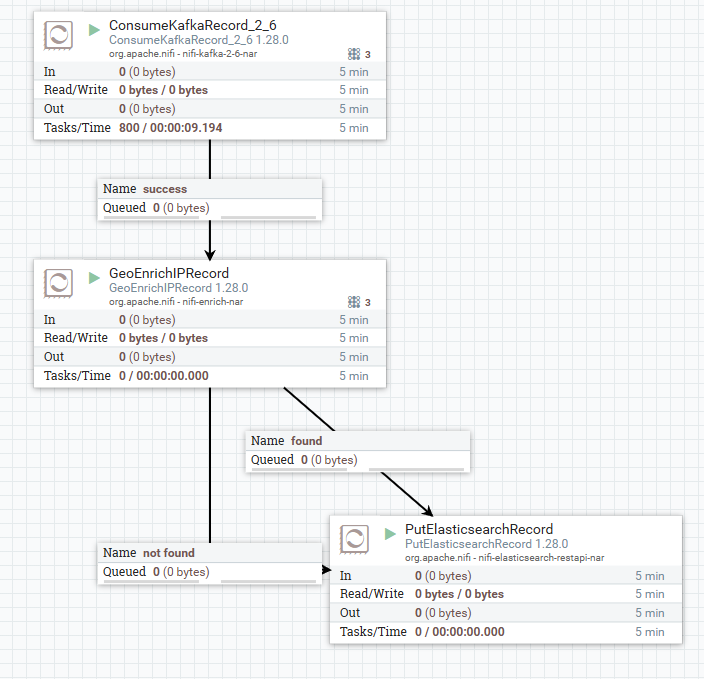 ConsumeKafkaRecord_2_6
ConsumeKafkaRecord_2_6 1.28.0
org.apache.nifi - nifi-kafka-2-6-nar
3
In 0 (0 bytes) 5 min
Read/Write 0 bytes / 0 bytes 5 min
Out 0 (0 bytes) 5 min
Tasks/Time 800 / 00:00:09.194 5 min
Name success
Queued 0 (0 bytes)
GeoEnrichIPRecord
GeoEnrichIPRecord 1.28.0
org.apache.nifi - nifi-enrich-nar
3
In 0 (0 bytes) 5 min
Read/Write 0 bytes / 0 bytes 5 min
Out 0 (0 bytes) 5 min
Tasks/Time 0 / 00:00:00.000 5 min
Name found
Queued 0 (0 bytes)
Name not found
Queued 0 (0 bytes)
PutElasticsearchRecord
PutElasticsearchRecord 1.28.0
org.apache.nifi - nifi-elasticsearch-restapi-nar
In 0 (0 bytes) 5 min
Read/Write 0 bytes / 0 bytes 5 min
Out 0 (0 bytes) 5 min
Tasks/Time 0 / 00:00:00.000 5 min